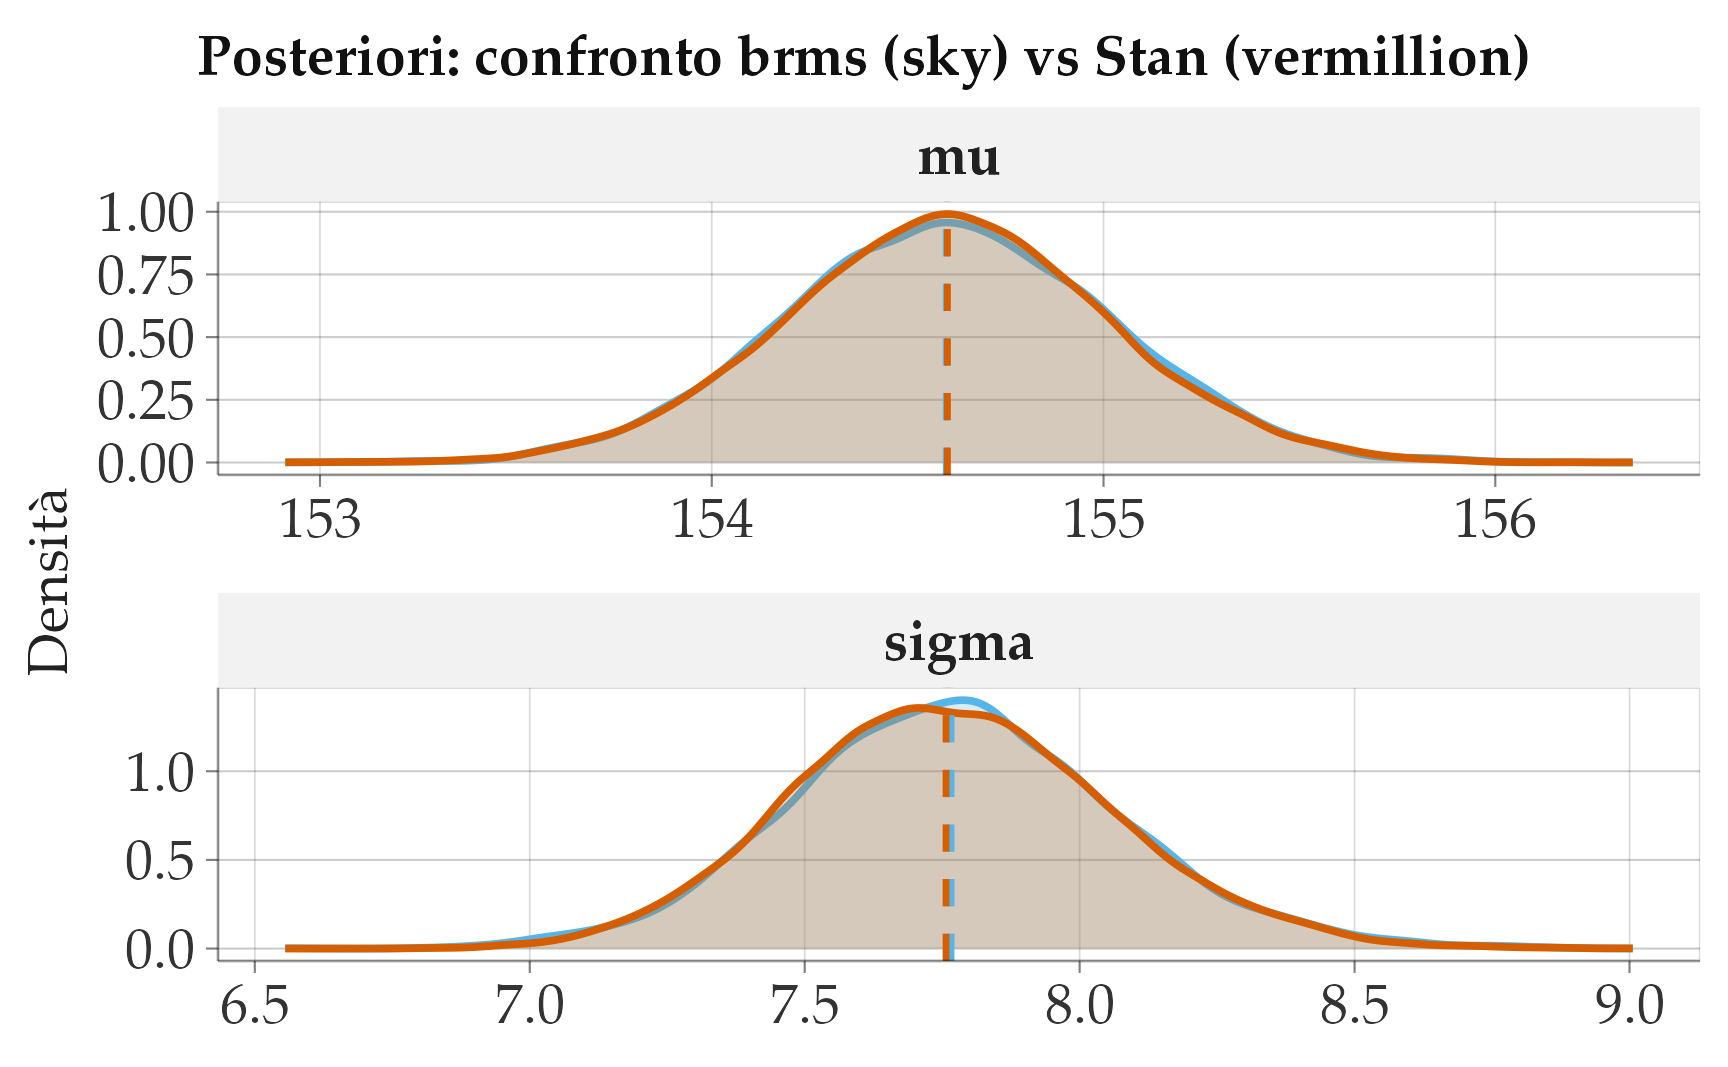 Posteriori: confronto brms (sky) vs Stan (vermillion)
mu
1.00
0.75
0.50
0.25
0.00
153 154 155 156
Densità
sigma
1.0
0.5
0.0
6.5 7.0 7.5 8.0 8.5 9.0